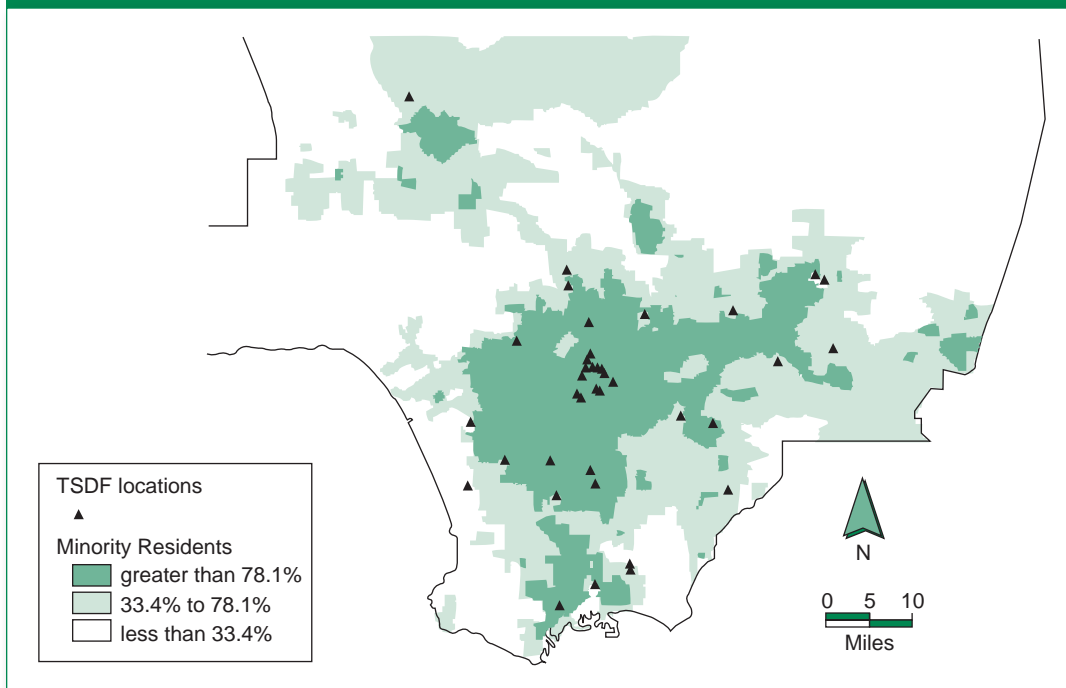 TSDF locations
Minority Residents
greater than 78.1%
33.4% to 78.1%
less than 33.4%
N
0 5 10
Miles